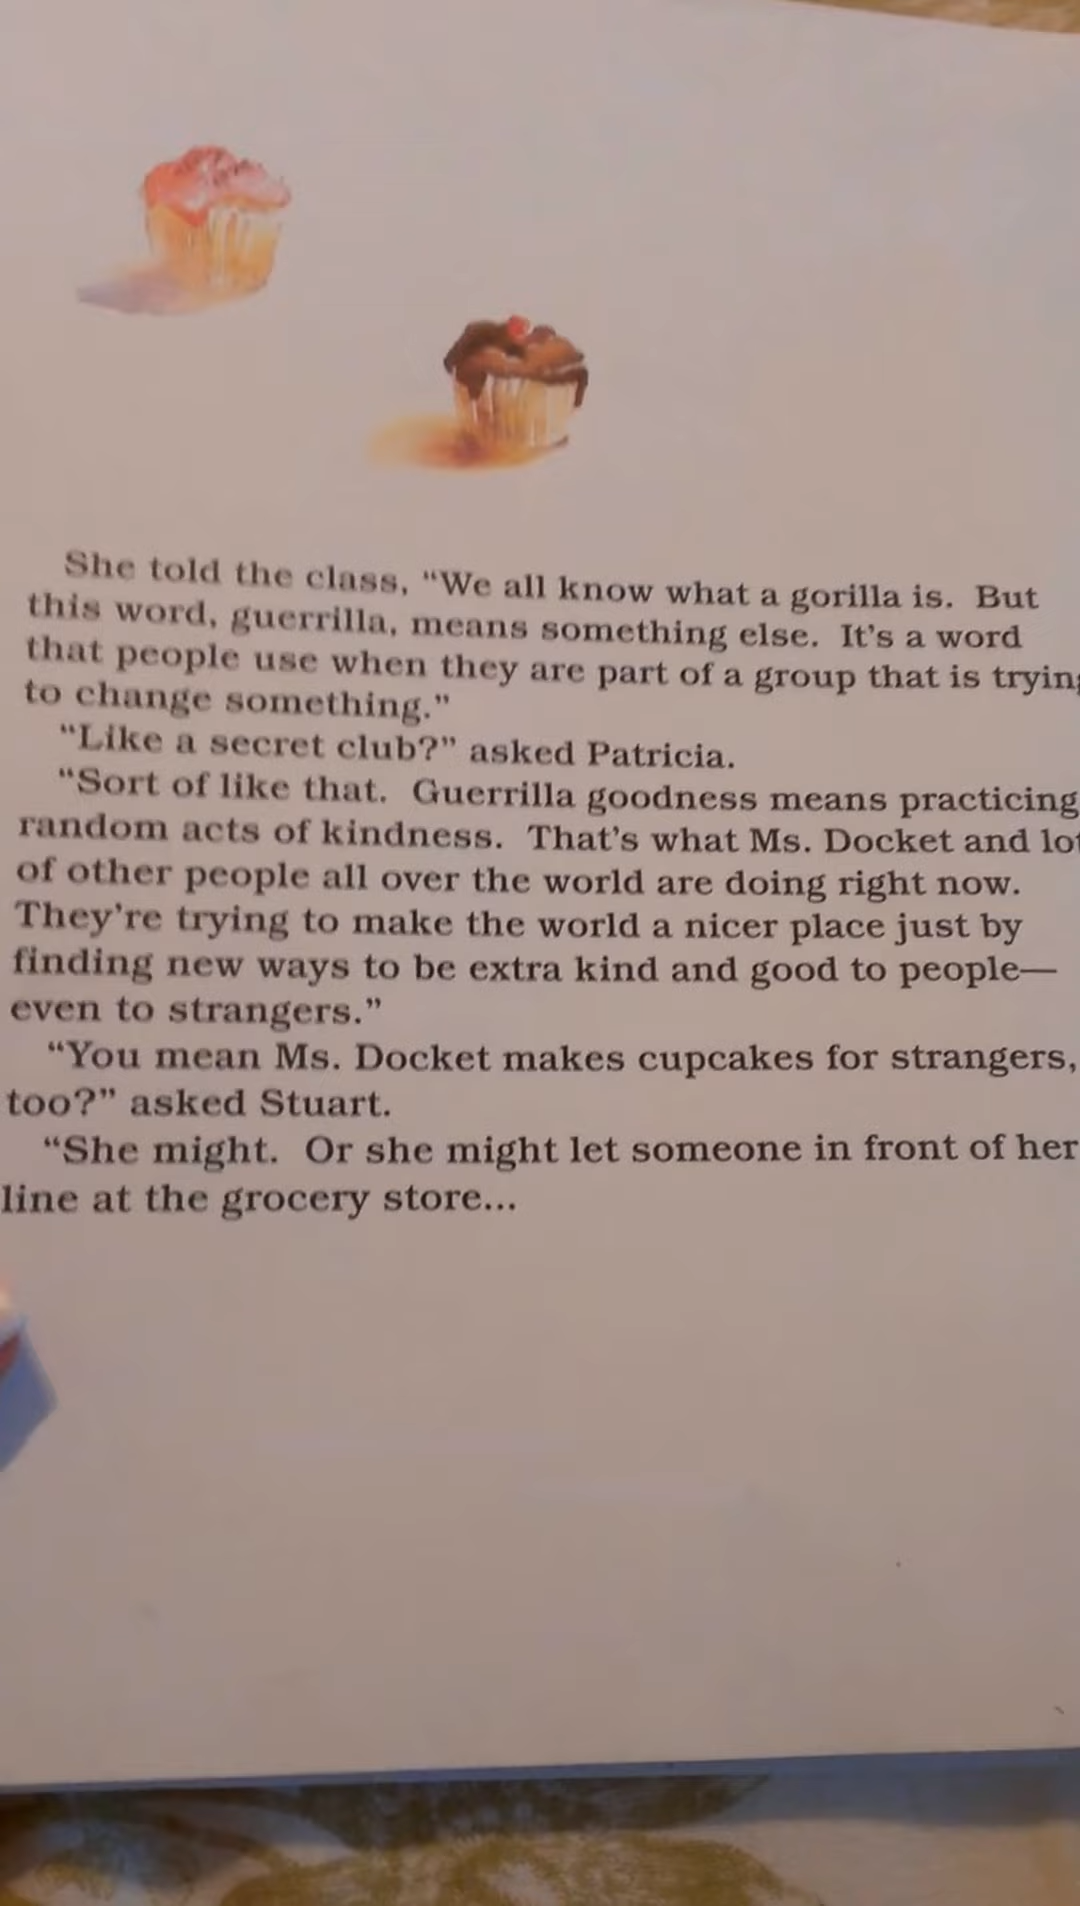 She told the class, “We all know what a gorilla is. But
this word, guerrilla, means something else. It’s a word
that people use when they are part of a group that is trying
to change something.”
“Like a secret club?” asked Patricia.
“Sort of like that. Guerrilla goodness means practicing
random acts of kindness. That’s what Ms. Docket and lot
of other people all over the world are doing right now.
They’re trying to make the world a nicer place just by
finding new ways to be extra kind and good to people—
even to strangers.”
“You mean Ms. Docket makes cupcakes for strangers,
too?” asked Stuart.
“She might. Or she might let someone in front of her
line at the grocery store...